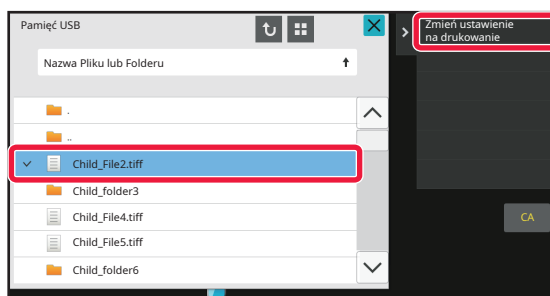 Pamięć USB
Nazwa Pliku lub Folderu
.
..
Child_File2.tiff
Child_folder3
Child_File4.tiff
Child_File5.tiff
Child_folder6
Zmień ustawienie
na drukowanie
CA